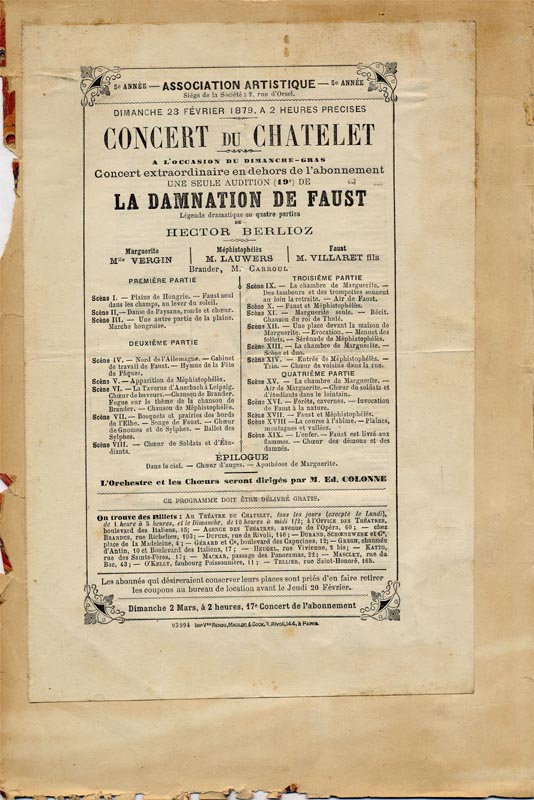 5e ANNÉE — ASSOCIATION ARTISTIQUE — 5e ANNÉE
Siége de la Société : 2, rue d'Orsel.
DIMANCHE 23 FÉVRIER 1879, A 2 HEURES PRECISES
CONCERT DU CHATELET
A L'OCCASION DU DIMANCHE-GRAS
Concert extraordinaire en dehors de l'abonnement
UNE SEULE AUDITION (19e) DE
LA DAMNATION DE FAUST
Légende dramatique en quatre parties
DE
HECTOR BERLIOZ
Marguerite
Mlle VERGIN
Méphistophélès
M. LAUWERS
Faust
M. VILLARET fils
Brander, M. CARROUL
PREMIÈRE PARTIE
Scène I. — Plaine de Hongrie. — Faust seul
dans les champs, au lever du soleil.
Scène II. — Danse de Paysans, ronde et chœur.
Scène III. — Une autre partie de la plaine.
Marche hongroise.
DEUXIÈME PARTIE
Scène IV. — Nord de l'Allemagne. — Cabinet
de travail de Faust. — Hymne de la Fête
de Pâques.
Scène V. — Apparition de Méphistophélès.
Scène VI. — La Taverne d'Auerbach à Leipzig.
Chœur de buveurs. — Chanson de Brander.
Fugue sur le thème de la chanson de
Brander. — Chanson de Méphistophélès.
Scène VII. — Bosquets et prairies des bords
de l'Elbe. — Songe de Faust. — Chœur
de Gnomes et de Sylphes. — Ballet des
Sylphes.
Scène VIII. — Chœur de Soldats et d'Étu-
diants.
TROISIÈME PARTIE
Scène IX. — La chambre de Marguerite. —
Des tambours et des trompettes sonnent
au loin la retraite. — Air de Faust.
Scène X. — Faust et Méphistophélès.
Scène XI. — Marguerite seule. — Récit.
Chanson du roi de Thulé.
Scène XII. — Une place devant la maison de
Marguerite. — Evocation. — Menuet des
follets. — Sérénade de Méphistophélès.
Scène XIII. — La chambre de Marguerite. —
Scène et duo.
Scène XIV. — Entrée de Méphistophélès. —
Trio. — Chœur de voisins dans la rue.
QUATRIÈME PARTIE
Scène XV. — La chambre de Marguerite. —
Air de Marguerite. — Chœur de soldats et
d'étudiants dans le lointain.
Scène XVI. Forêts, cavernes. — Invocation
de Faust à la nature.
Scène XVII. — Faust et Méphistophélès.
Scène XVIII — La course à l'abîme. — Plaines,
montagnes et vallées.
Scène XIX. — L'enfer. — Faust est livré aux
flammes. — Chœur des démons et des
damnés.
ÉPILOGUE
Dans le ciel. — Chœur d'anges. — Apothéose de Marguerite.
L'Orchestre et les Chœurs seront dirigés par M. Ed. COLONNE
CE PROGRAMME DOIT ÊTRE DÉLIVRÉ GRATIS.
On trouve des Billets : AU THÉATRE DU CHATELET, tous les jours (excepté le Lundi),
de 1 heure à 5 heures, et le Dimanche, de 10 heures à midi 1/2; à l'OFFICE DES THÉATRES,
boulevard des Italiens, 15; — AGENCE DES THEATRES, avenue de l'Opéra, 60; — chez
BRANDUS, rue Richelieu, 103; — DUPUIS, rue de Rivoli, 146; — DURAND, SCHŒNEWERK ET Ce,
place de la Madeleine, 4; — GÉRARD ET Ce, boulevard des Capucines, 12; — GREGH, chaussée
d'Antin, 10 et Boulevard des Italiens, 17; — HEUGEL, rue Vivienne, 2 bis; — KATTO,
rue des Saints-Pères, 17; — MACKAR, passage des Panoramas, 22; — MASCLET, rue du
Bac, 43; — O'KELLY, faubourg Poissonnière, 11; — TELLIER, rue Saint-Honoré, 165.
Les abonnés qui désireraient conserver leurs places sont priés d'en faire retirer
les coupons au bureau de location avant le Jeudi 20 Février.
Dimanche 2 Mars, à 2 heures, 17e Concert de l'abonnement
93994 Imp Vve RENOU, MAULDE, & COCK, R. RIVOLI, 144, A PARIS.